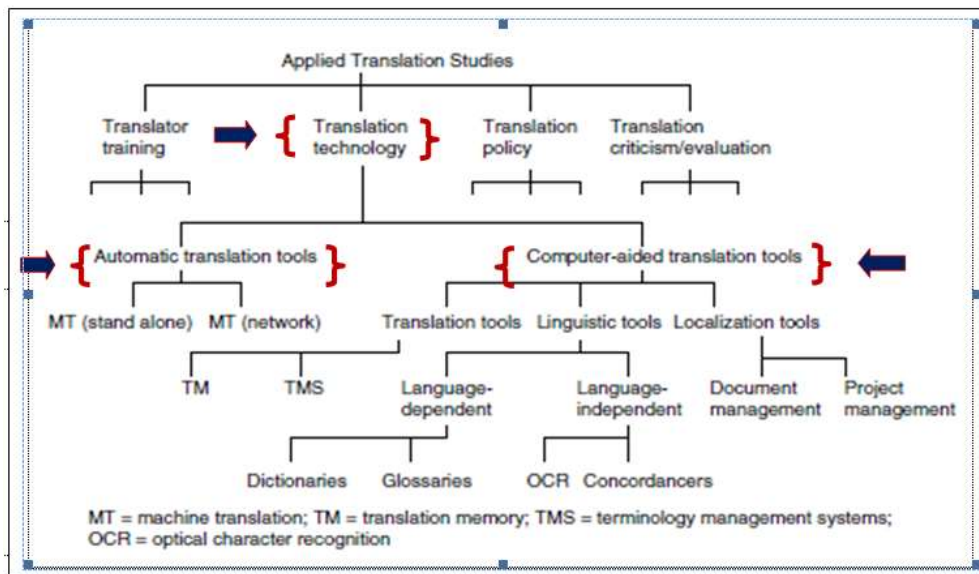 Applied Translation Studies
Translator training
Translation technology
Translation policy
Translation criticism/evaluation
Automatic translation tools
Computer-aided translation tools
MT (stand alone)
MT (network)
Translation tools
Linguistic tools
Localization tools
TM
TMS
Language-dependent
Language-independent
Document management
Project management
Dictionaries
Glossaries
OCR
Concordancers
MT = machine translation; TM = translation memory; TMS = terminology management systems;
OCR = optical character recognition